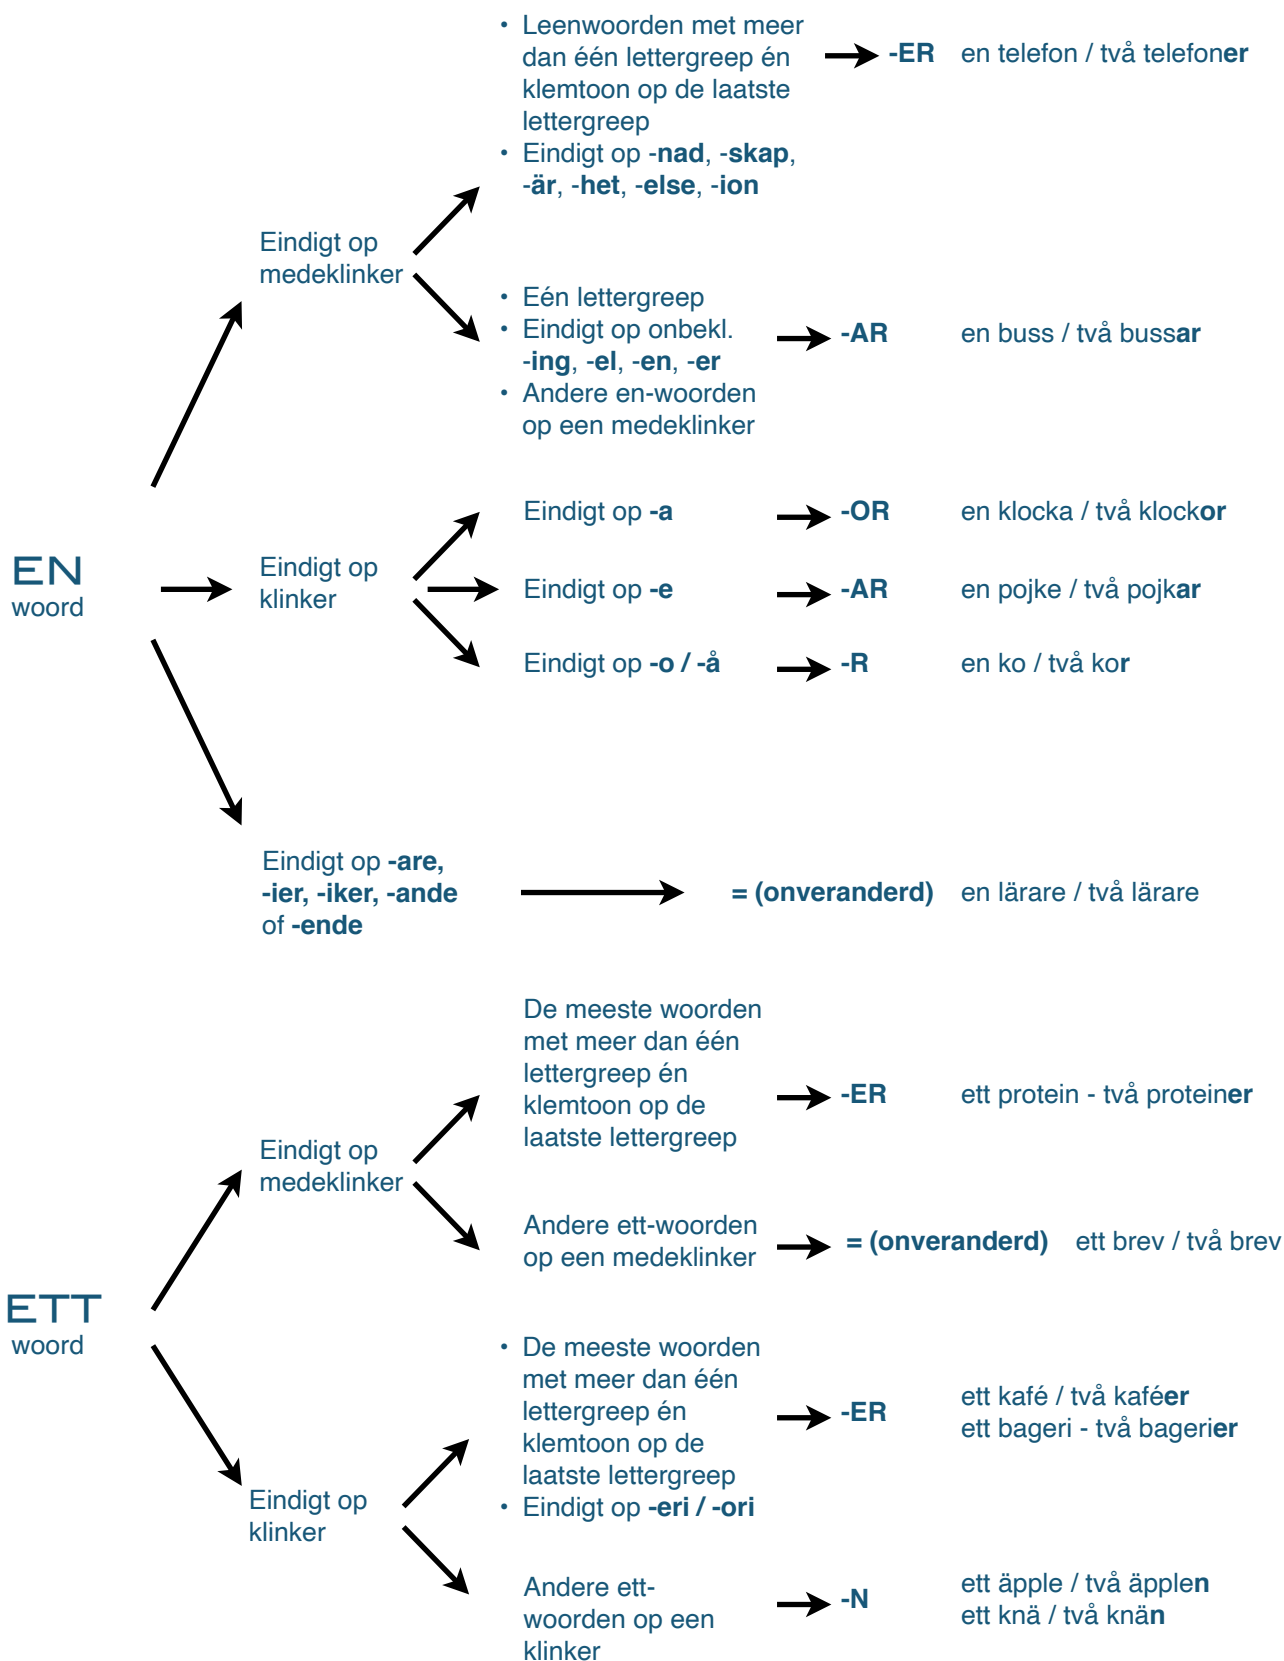 • Leenwoorden met meer
dan één lettergreep én
klemtoon op de laatste
lettergreep
• Eindigt op -nad, -skap,
-är, -het, -else, -ion
-ER en telefon / två telefoner
Eindigt op
medeklinker
• Eén lettergreep
• Eindigt op onbekl.
-ing, -el, -en, -er
• Andere en-woorden
op een medeklinker
-AR en buss / två bussar
EN
woord
Eindigt op
klinker
Eindigt op -a -OR en klocka / två klockor
Eindigt op -e -AR en pojke / två pojkar
Eindigt op -o / -å -R en ko / två kor
Eindigt op -are,
-ier, -iker, -ande
of -ende
= (onveranderd) en lärare / två lärare
De meeste woorden
met meer dan één
lettergreep én
klemtoon op de
laatste lettergreep
-ER ett protein - två proteiner
Eindigt op
medeklinker
Andere ett-woorden
op een medeklinker
= (onveranderd) ett brev / två brev
ETT
woord
• De meeste woorden
met meer dan één
lettergreep én
klemtoon op de
laatste lettergreep
• Eindigt op -eri / -ori
-ER
ett kafé / två kaféer
ett bageri - två bagerier
Eindigt op
klinker
Andere ett-
woorden op een
klinker
-N
ett äpple / två äpplen
ett knä / två knän